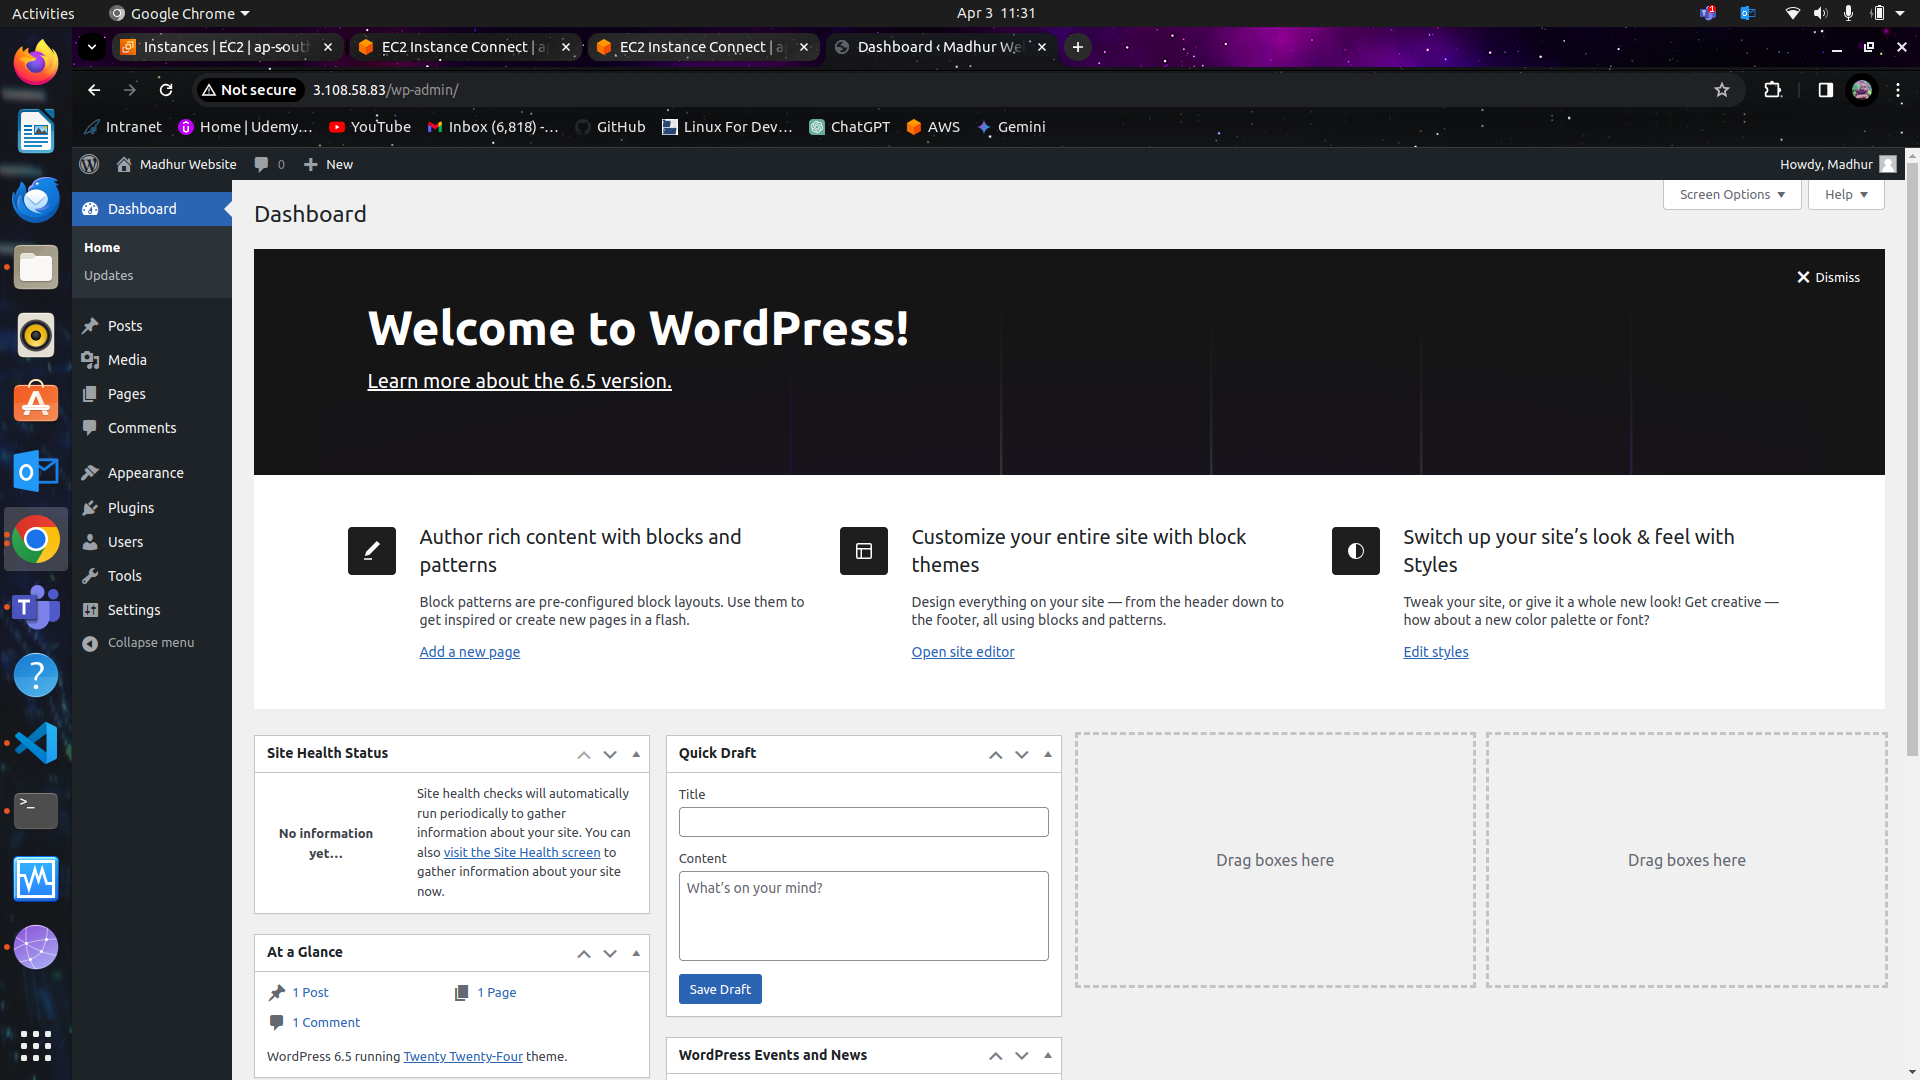 Activities
Google Chrome
Apr 3 11:31
1
Instances | EC2 | ap-sout
EC2 Instance Connect | a
EC2 Instance Connect | a
Dashboard ‹ Madhur We
Not secure
3.108.58.83/wp-admin/
Intranet
Home | Udemy…
YouTube
Inbox (6,818) -…
GitHub
Linux For Dev…
ChatGPT
AWS
Gemini
Madhur Website
0
New
Howdy, Madhur
Dashboard
Home
Updates
Posts
Media
Pages
Comments
Appearance
Plugins
Users
Tools
Settings
Collapse menu
Dashboard
Screen Options
Help
Dismiss
Welcome to WordPress!
Learn more about the 6.5 version.
Author rich content with blocks and
patterns
Block patterns are pre-configured block layouts. Use them to
get inspired or create new pages in a flash.
Add a new page
Customize your entire site with block
themes
Design everything on your site — from the header down to
the footer, all using blocks and patterns.
Open site editor
Switch up your site’s look & feel with
Styles
Tweak your site, or give it a whole new look! Get creative —
how about a new color palette or font?
Edit styles
Site Health Status
No information
yet…
Site health checks will automatically
run periodically to gather
information about your site. You can
also visit the Site Health screen to
gather information about your site
now.
At a Glance
1 Post
1 Page
1 Comment
WordPress 6.5 running Twenty Twenty-Four theme.
Quick Draft
Title
Content
What’s on your mind?
Save Draft
WordPress Events and News
Drag boxes here
Drag boxes here